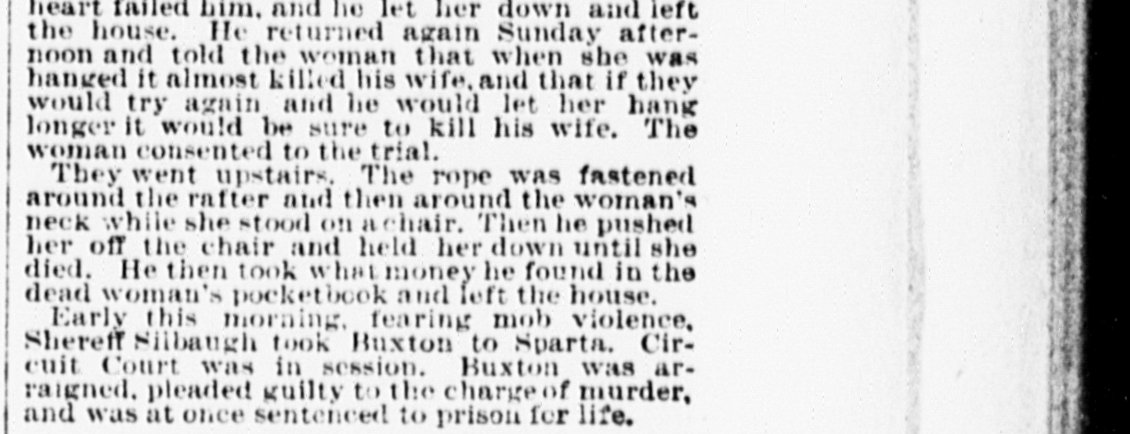 heart failed him, and he let her down and left
the house. He returned again Sunday after-
noon and told the woman that when she was
hanged it almost killed his wife, and that if they
would try again and he would let her hang
longer it would be sure to kill his wife. The
woman consented to the trial.
They went upstairs. The rope was fastened
around the rafter and then around the woman's
neck while she stood on a chair. Then he pushed
her off the chair and held her down until she
died. He then took what money he found in the
dead woman's pocketbook and left the house.
Early this morning, fearing mob violence,
Shereff Silbaugh took Buxton to Sparta. Cir-
cuit Court was in session. Buxton was ar-
raigned, pleaded guilty to the charge of murder,
and was at once sentenced to prison for life.